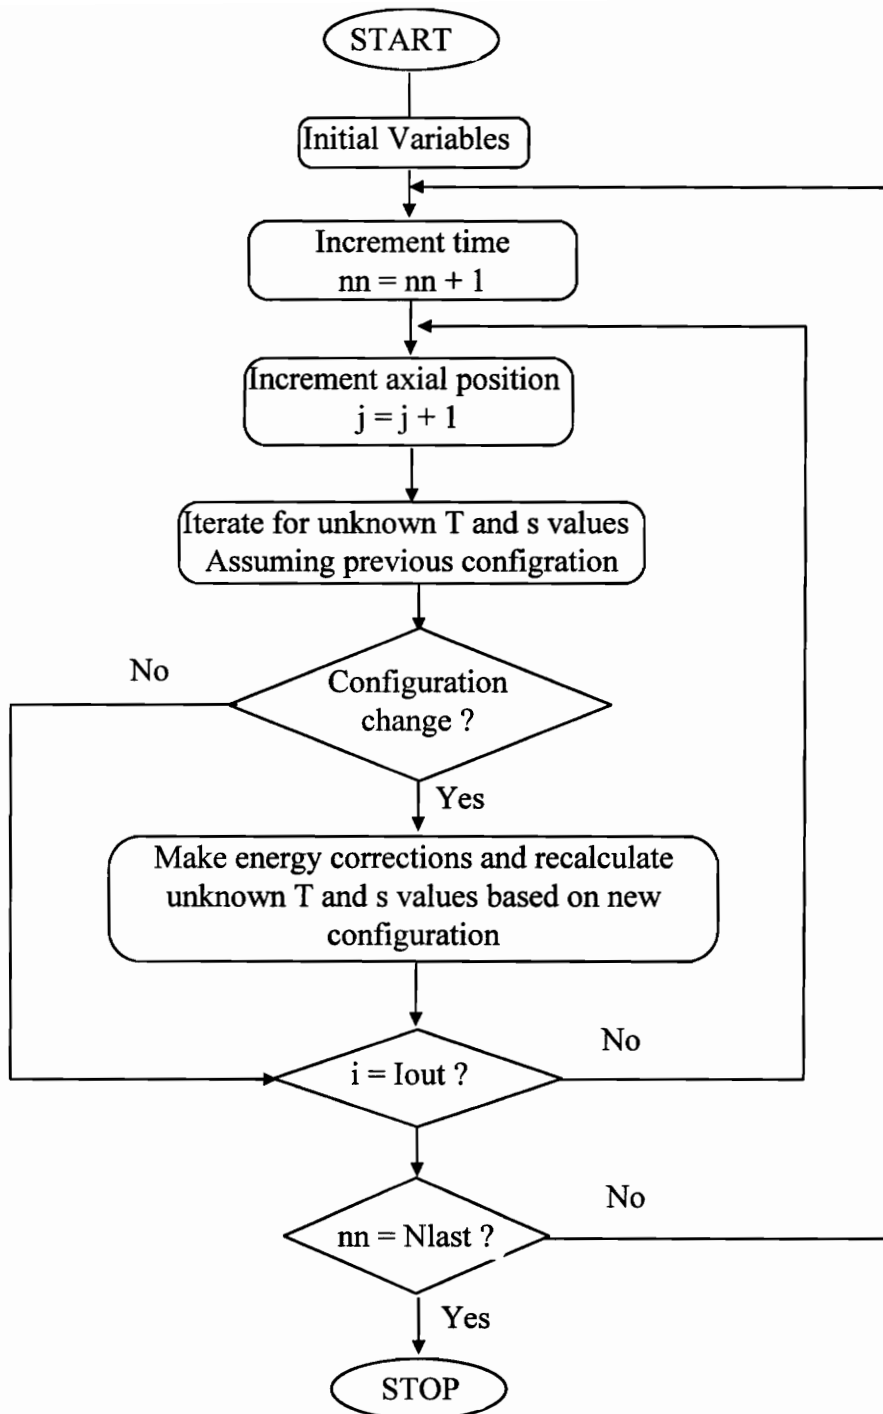 START
Initial Variables
Increment time
nn = nn + 1
Increment axial position
j = j + 1
Iterate for unknown T and s values
Assuming previous configration
No
Configuration
change ?
Yes
Make energy corrections and recalculate
unknown T and s values based on new
configuration
No
i = Iout ?
No
nn = Nlast ?
Yes
STOP